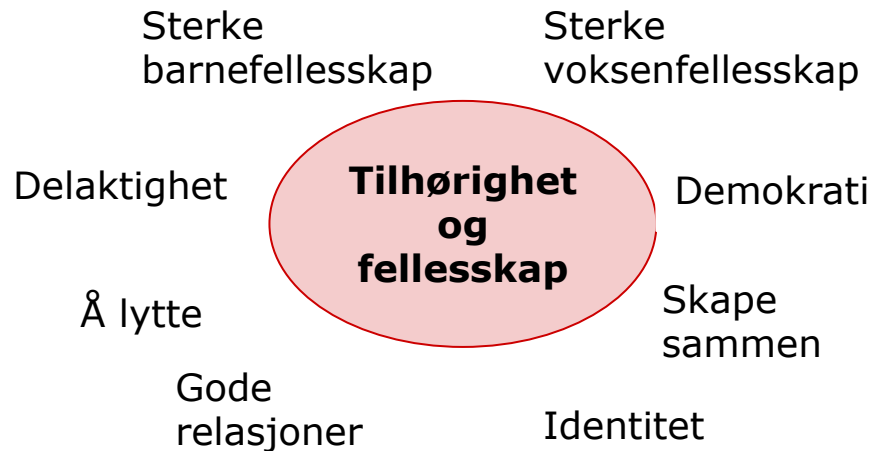 Sterke
barnefellesskap
Sterke
voksenfellesskap
Delaktighet
Tilhørighet
og
fellesskap
Demokrati
Å lytte
Skape
sammen
Gode
relasjoner
Identitet